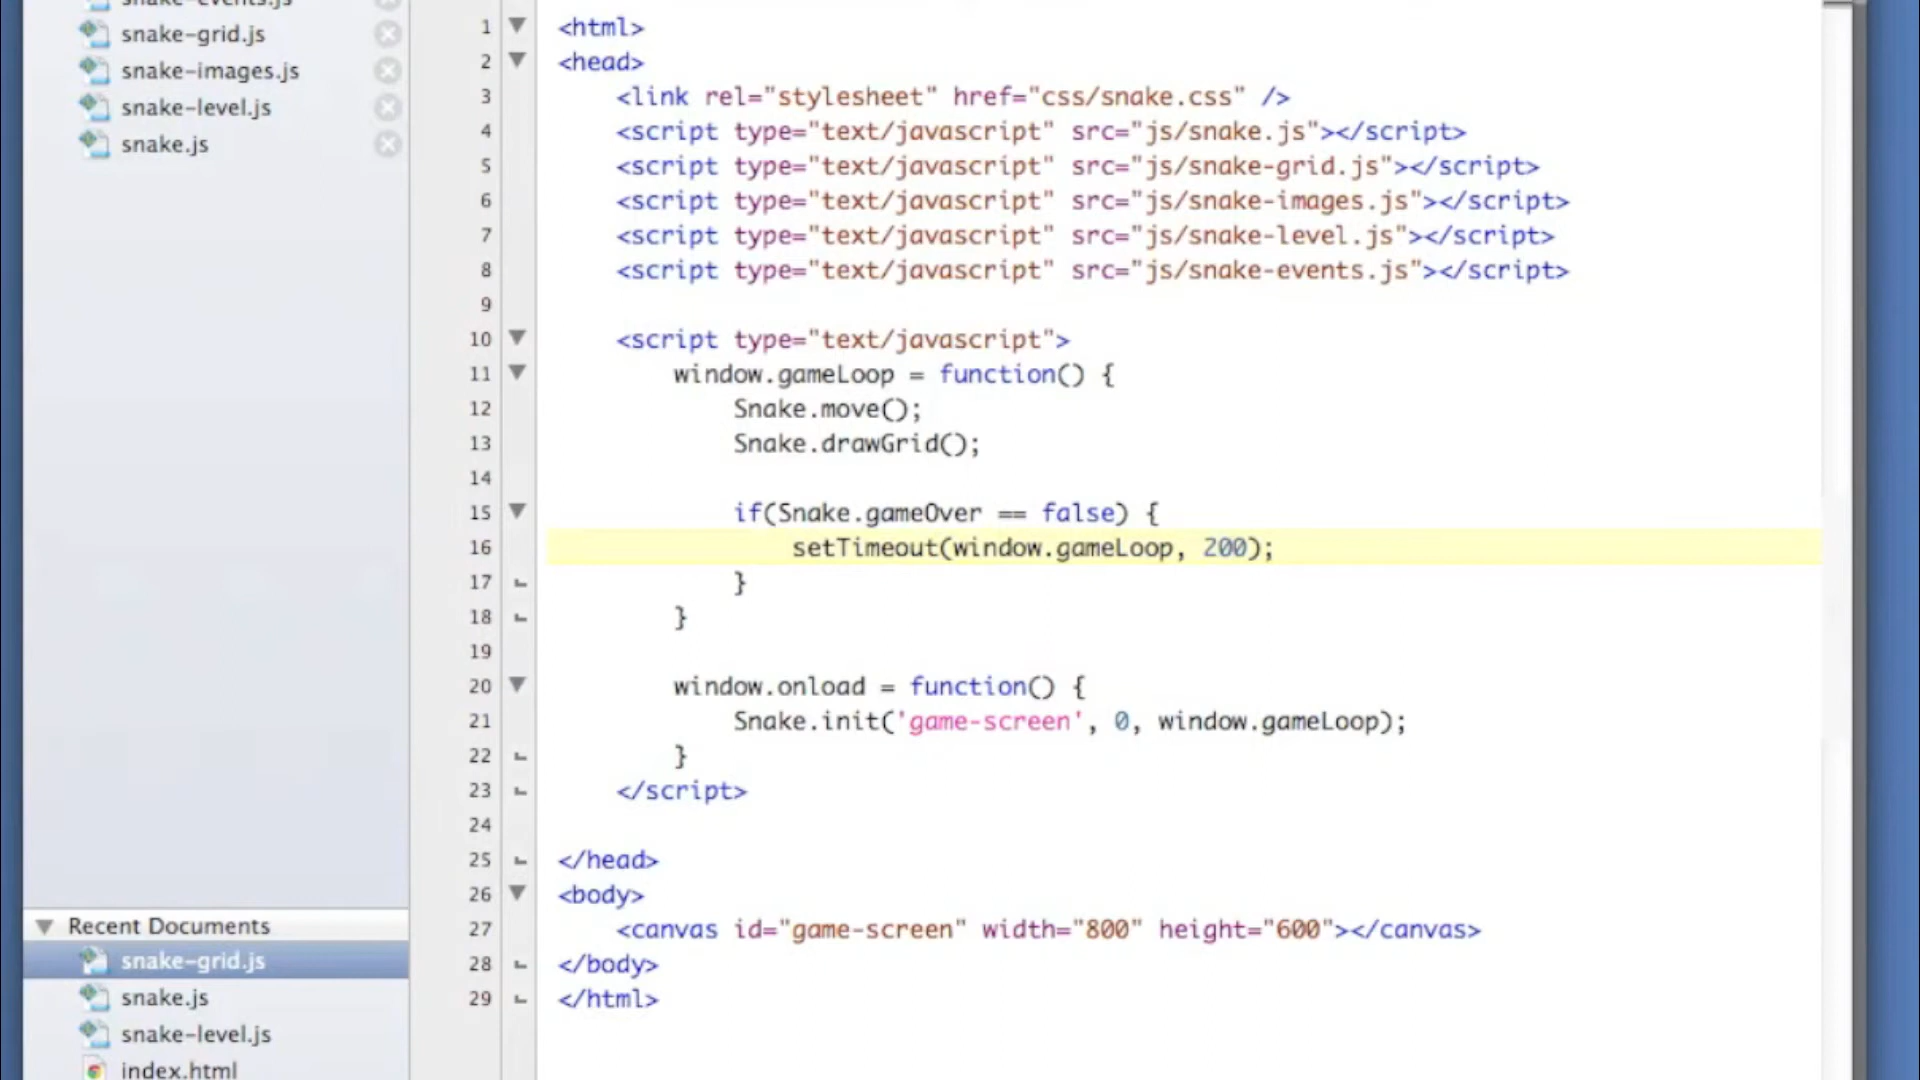 snake-events.js
snake-grid.js
snake-images.js
snake-level.js
snake.js
Recent Documents
snake-grid.js
snake.js
snake-level.js
index.html
1 <html>
2 <head>
3 <link rel="stylesheet" href="css/snake.css" />
4 <script type="text/javascript" src="js/snake.js"></script>
5 <script type="text/javascript" src="js/snake-grid.js"></script>
6 <script type="text/javascript" src="js/snake-images.js"></script>
7 <script type="text/javascript" src="js/snake-level.js"></script>
8 <script type="text/javascript" src="js/snake-events.js"></script>
9
10 <script type="text/javascript">
11 window.gameLoop = function() {
12 Snake.move();
13 Snake.drawGrid();
14
15 if(Snake.gameOver == false) {
16 setTimeout(window.gameLoop, 200);
17 }
18 }
19
20 window.onload = function() {
21 Snake.init('game-screen', 0, window.gameLoop);
22 }
23 </script>
24
25 </head>
26 <body>
27 <canvas id="game-screen" width="800" height="600"></canvas>
28 </body>
29 </html>